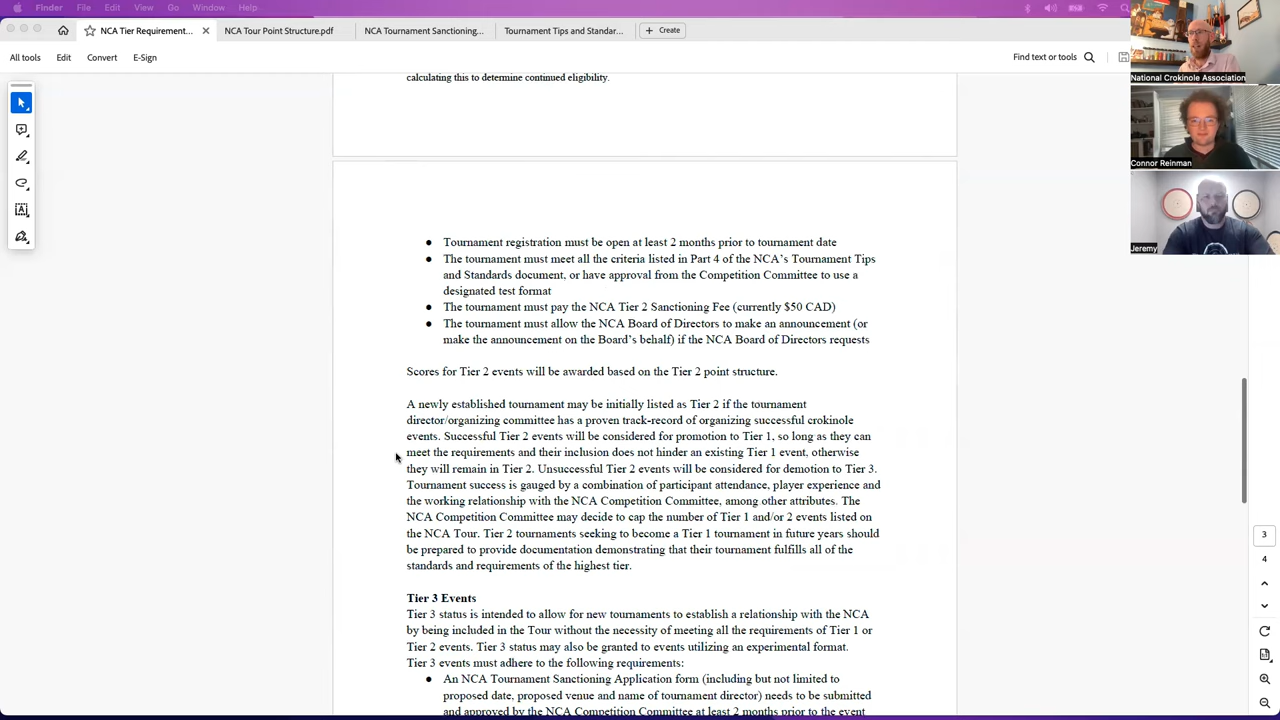 Finder File Edit View Go Window Help
NCA Tier Requirement... NCA Tour Point Structure.pdf NCA Tournament Sanctioning... Tournament Tips and Standar... Create
All tools Edit Convert E-Sign Find text or tools
National Crokinole Association
Connor Reinman
Jeremy
calculating this to determine continued eligibility.
● Tournament registration must be open at least 2 months prior to tournament date
● The tournament must meet all the criteria listed in Part 4 of the NCA's Tournament Tips
and Standards document, or have approval from the Competition Committee to use a
designated test format
● The tournament must pay the NCA Tier 2 Sanctioning Fee (currently $50 CAD)
● The tournament must allow the NCA Board of Directors to make an announcement (or
make the announcement on the Board's behalf) if the NCA Board of Directors requests
Scores for Tier 2 events will be awarded based on the Tier 2 point structure.
A newly established tournament may be initially listed as Tier 2 if the tournament
director/organizing committee has a proven track-record of organizing successful crokinole
events. Successful Tier 2 events will be considered for promotion to Tier 1, so long as they can
meet the requirements and their inclusion does not hinder an existing Tier 1 event, otherwise
they will remain in Tier 2. Unsuccessful Tier 2 events will be considered for demotion to Tier 3.
Tournament success is gauged by a combination of participant attendance, player experience and
the working relationship with the NCA Competition Committee, among other attributes. The
NCA Competition Committee may decide to cap the number of Tier 1 and/or 2 events listed on
the NCA Tour. Tier 2 tournaments seeking to become a Tier 1 tournament in future years should
be prepared to provide documentation demonstrating that their tournament fulfills all of the
standards and requirements of the highest tier.
Tier 3 Events
Tier 3 status is intended to allow for new tournaments to establish a relationship with the NCA
by being included in the Tour without the necessity of meeting all the requirements of Tier 1 or
Tier 2 events. Tier 3 status may also be granted to events utilizing an experimental format.
Tier 3 events must adhere to the following requirements:
● An NCA Tournament Sanctioning Application form (including but not limited to
proposed date, proposed venue and name of tournament director) needs to be submitted
and approved by the NCA Competition Committee at least 2 months prior to the event
3
4